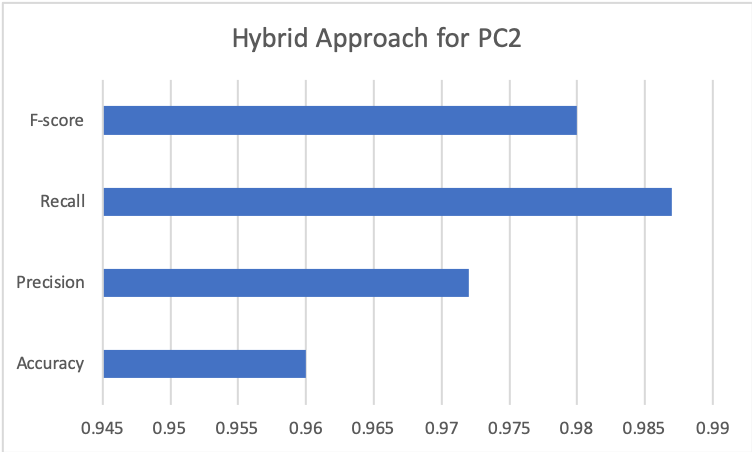 Hybrid Approach for PC2
F-score
Recall
Precision
Accuracy
0.945 0.95 0.955 0.96 0.965 0.97 0.975 0.98 0.985 0.99